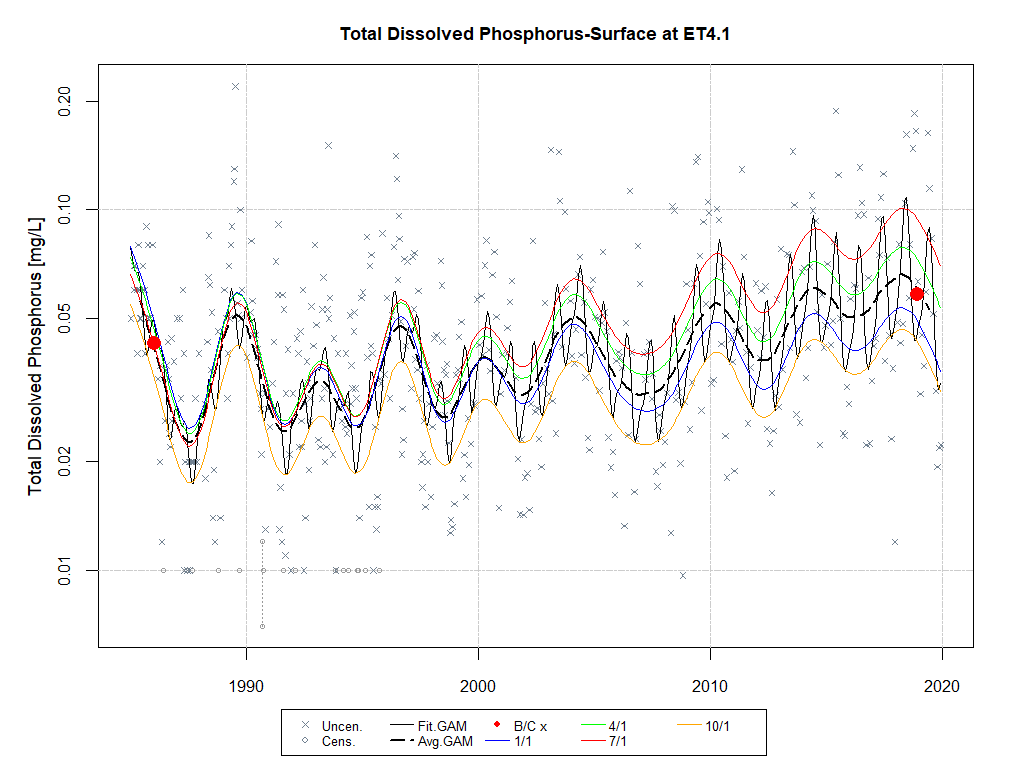 Total Dissolved Phosphorus-Surface at ET4.1
Total Dissolved Phosphorus [mg/L]
0.20
0.10
0.05
0.02
0.01
1990 2000 2010 2020
Uncen. Fit.GAM B/C x 4/1 10/1
Cens. Avg.GAM 1/1 7/1